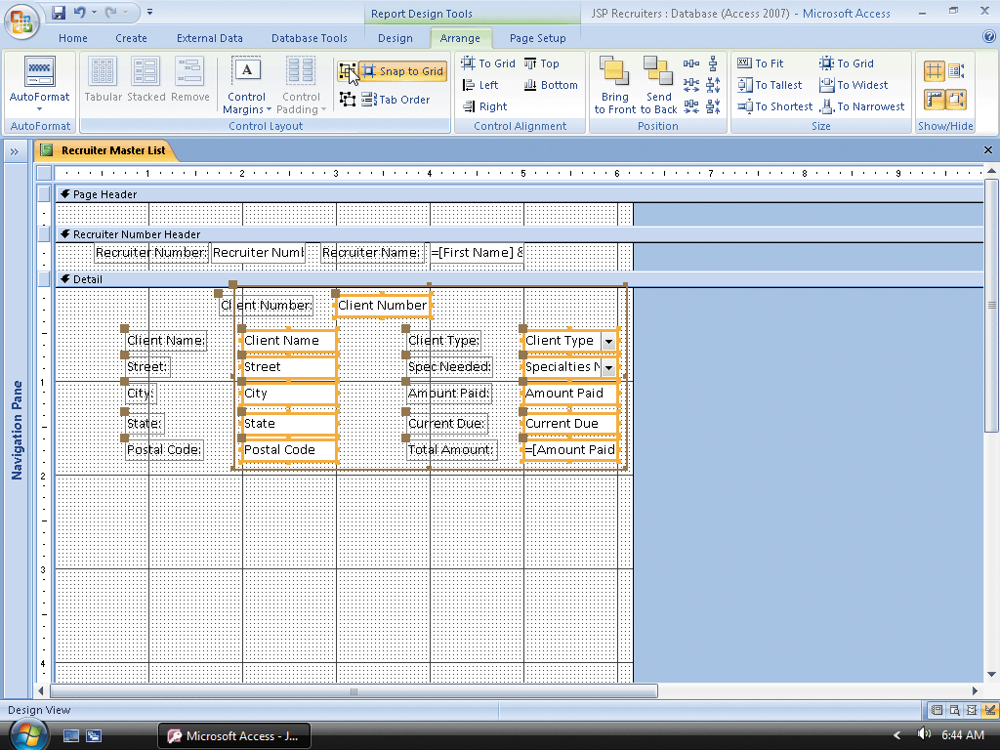 Report Design Tools
JSP Recruiters : Database (Access 2007) - Microsoft Access
Home
Create
External Data
Database Tools
Design
Arrange
Page Setup
AutoFormat
Tabular
Stacked
Remove
Control Margins
Control Padding
Snap to Grid
Tab Order
To Grid
Left
Right
Top
Bottom
Bring to Front
Send to Back
To Fit
To Tallest
To Shortest
To Grid
To Widest
To Narrowest
AutoFormat
Control Layout
Control Alignment
Position
Size
Show/Hide
Recruiter Master List
1 2 3 4 5 6 7 8 9
Page Header
Recruiter Number Header
Recruiter Number: Recruiter Numb Recruiter Name: =[First Name] &
Detail
Client Number: Client Number
Client Name: Client Name Client Type: Client Type
Street: Street Spec Needed: Specialties N
1
City: City Amount Paid: Amount Paid
State: State Current Due: Current Due
Postal Code: Postal Code Total Amount: =[Amount Paid
2
3
4
Navigation Pane
Design View
Microsoft Access - J...
6:44 AM